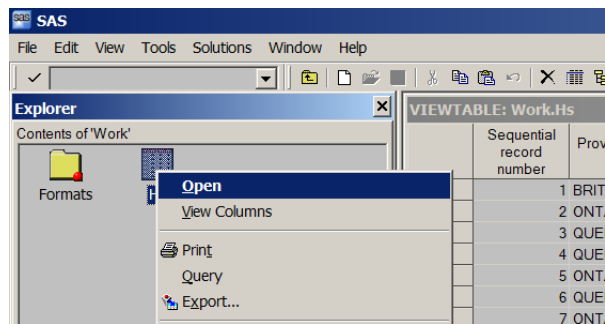 SAS
File Edit View Tools Solutions Window Help
Explorer
Contents of 'Work'
Formats
Open
View Columns
Print
Query
Export...
VIEWTABLE: Work.Hs
Sequential record number
1 BRIT
2 ONT
3 QUE
4 QUE
5 ONT
6 QUE
7 ONT